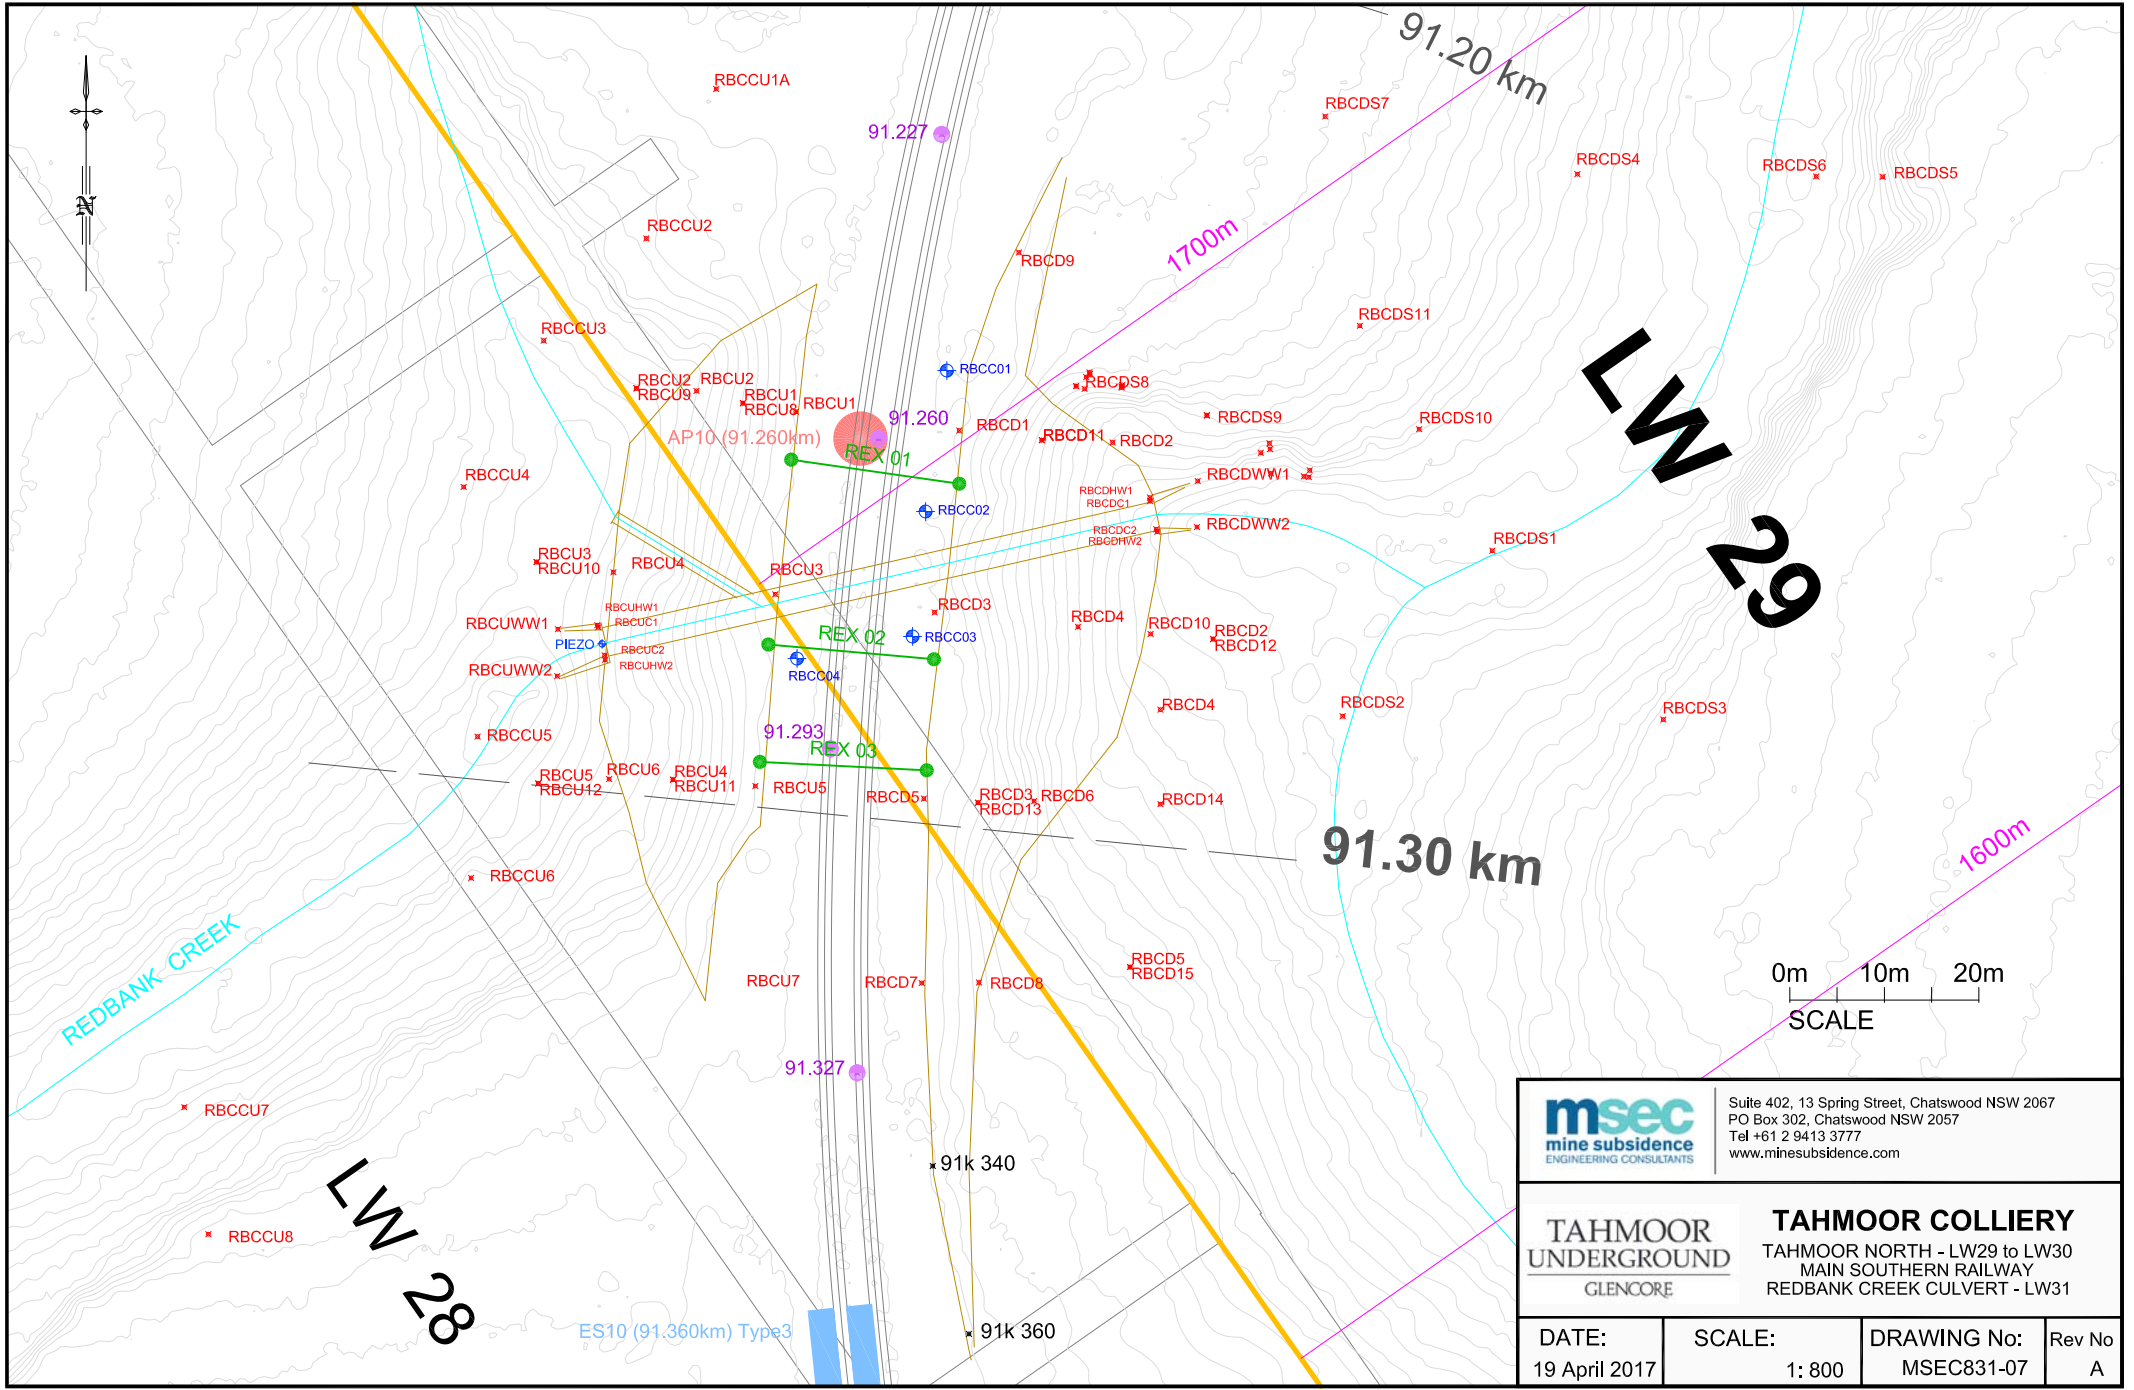 91.20 km
RBCCU1A
91.227
RBCDS7
RBCDS4
RBCDS6
RBCDS5
N
RBCCU2
1700m
RBCD9
RBCCU3
RBCDS11
LW 29
RBCC01
RBCU2
RBCU9
RBCU2
RBCU1
RBCU8
RBCU1
RBCDS8
91.260
AP10 (91.260km)
RBCD1
RBCD11
RBCD2
RBCDS9
RBCDS10
REX 01
RBCCU4
RBCDWW1
RBCDHW1
RBCDC1
RBCC02
RBCDC2
RBCDHW2
RBCDWW2
RBCDS1
RBCU3
RBCU10
RBCU4
RBCU3
RBCUHW1
RBCUC1
RBCUWW1
PIEZO
RBCUC2
RBCUHW2
RBCUWW2
REX 02
RBCD3
RBCC03
RBCD4
RBCD10
RBCD2
RBCD12
RBCC04
RBCD4
RBCDS2
RBCDS3
RBCCU5
91.293
REX 03
RBCU5
RBCU12
RBCU6
RBCU4
RBCU11
RBCU5
RBCD5
RBCD3
RBCD13
RBCD6
RBCD14
91.30 km
1600m
RBCCU6
REDBANK CREEK
RBCU7
RBCD7
RBCD8
RBCD5
RBCD15
0m 10m 20m
SCALE
91.327
RBCCU7
91k 340
LW 28
RBCCU8
ES10 (91.360km) Type3
91k 360
msec
mine subsidence
ENGINEERING CONSULTANTS
Suite 402, 13 Spring Street, Chatswood NSW 2067
PO Box 302, Chatswood NSW 2057
Tel +61 2 9413 3777
www.minesubsidence.com
TAHMOOR
UNDERGROUND
GLENCORE
TAHMOOR COLLIERY
TAHMOOR NORTH - LW29 to LW30
MAIN SOUTHERN RAILWAY
REDBANK CREEK CULVERT - LW31
DATE:
19 April 2017
SCALE:
1: 800
DRAWING No:
MSEC831-07
Rev No
A